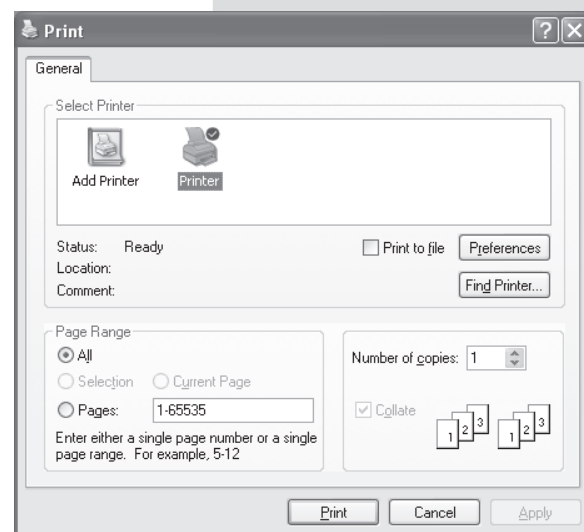 Print
General
Select Printer
Add Printer
Printer
Status: Ready
Location:
Comment:
Print to file
Preferences
Find Printer...
Page Range
All
Selection
Current Page
Pages: 1-65535
Enter either a single page number or a single
page range. For example, 5-12
Number of copies: 1
Collate
1 2 3 1 2 3
Print
Cancel
Apply